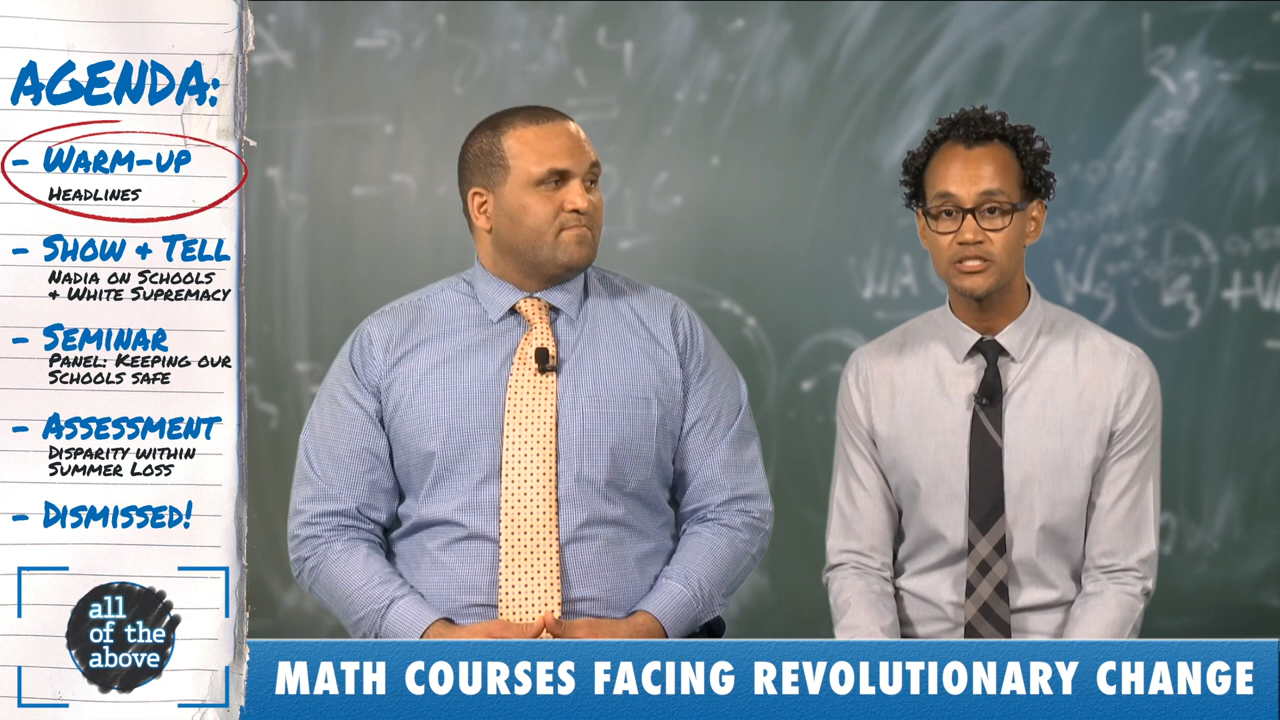 AGENDA:
- WARM-UP
HEADLINES
- SHOW + TELL
NADIA ON SCHOOLS
+ WHITE SUPREMACY
- SEMINAR
PANEL: KEEPING OUR
SCHOOLS SAFE
- ASSESSMENT
DISPARITY WITHIN
SUMMER LOSS
- DISMISSED!
all
of the
above
MATH COURSES FACING REVOLUTIONARY CHANGE